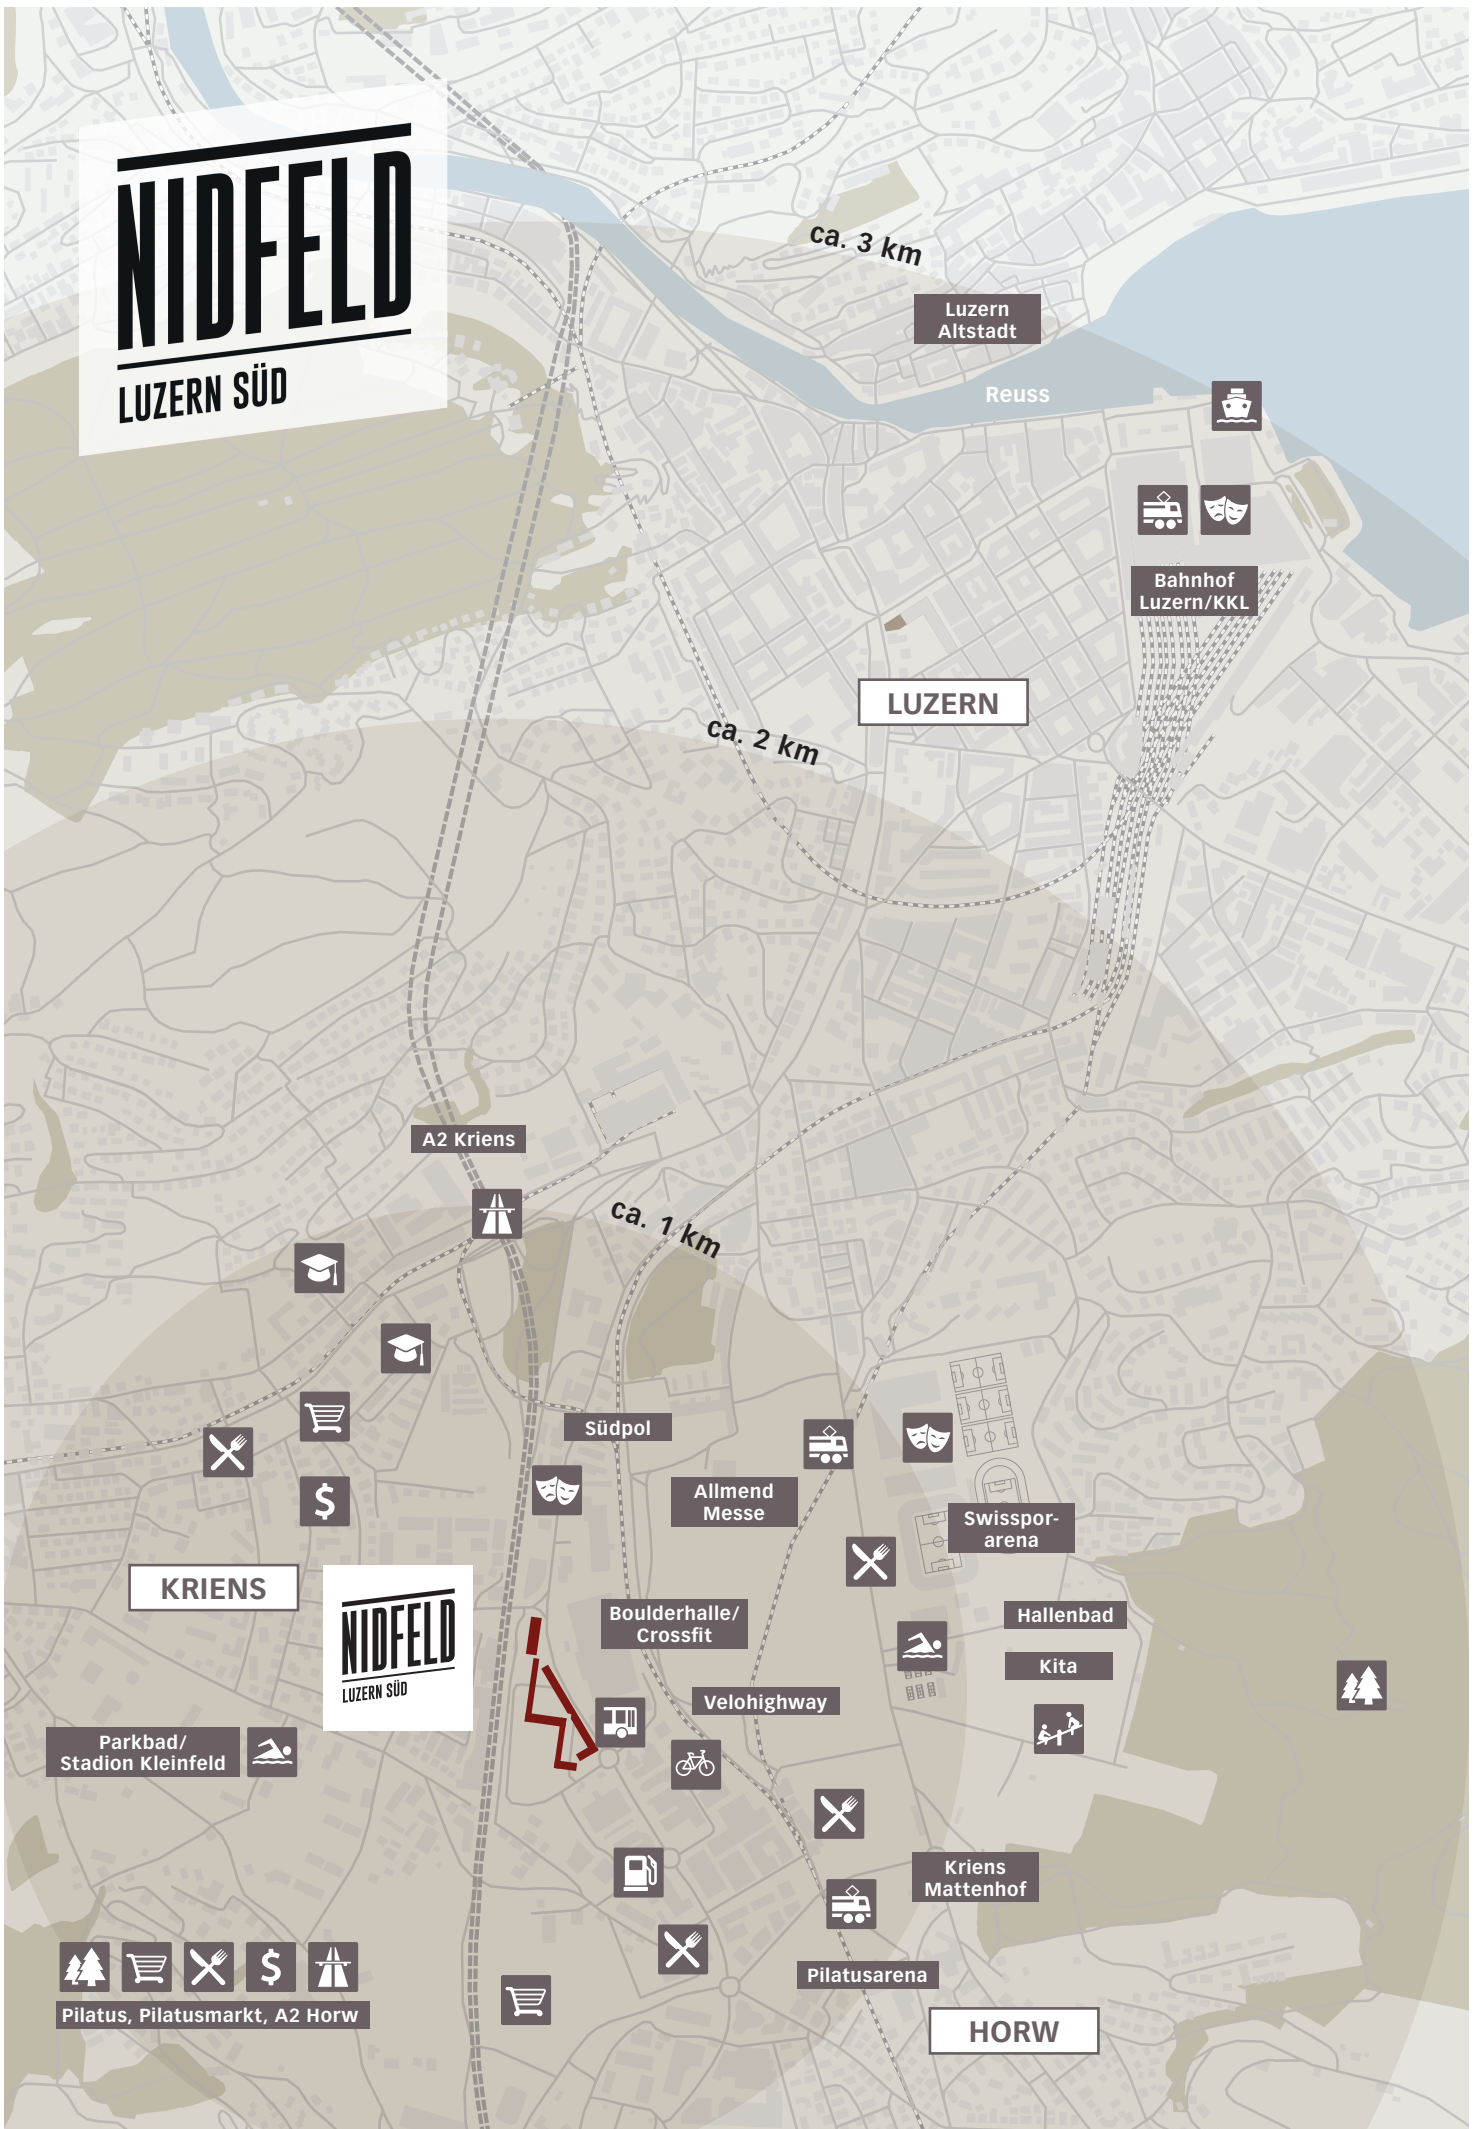 NIDFELD
LUZERN SÜD
ca. 3 km
Luzern
Altstadt
Reuss
Bahnhof
Luzern/KKL
LUZERN
ca. 2 km
A2 Kriens
ca. 1 km
Südpol
Allmend
Messe
Swisspor-
arena
KRIENS
NIDFELD
LUZERN SÜD
Boulderhalle/
Crossfit
Hallenbad
Kita
Velohighway
Parkbad/
Stadion Kleinfeld
Kriens
Mattenhof
Pilatusarena
Pilatus, Pilatusmarkt, A2 Horw
HORW